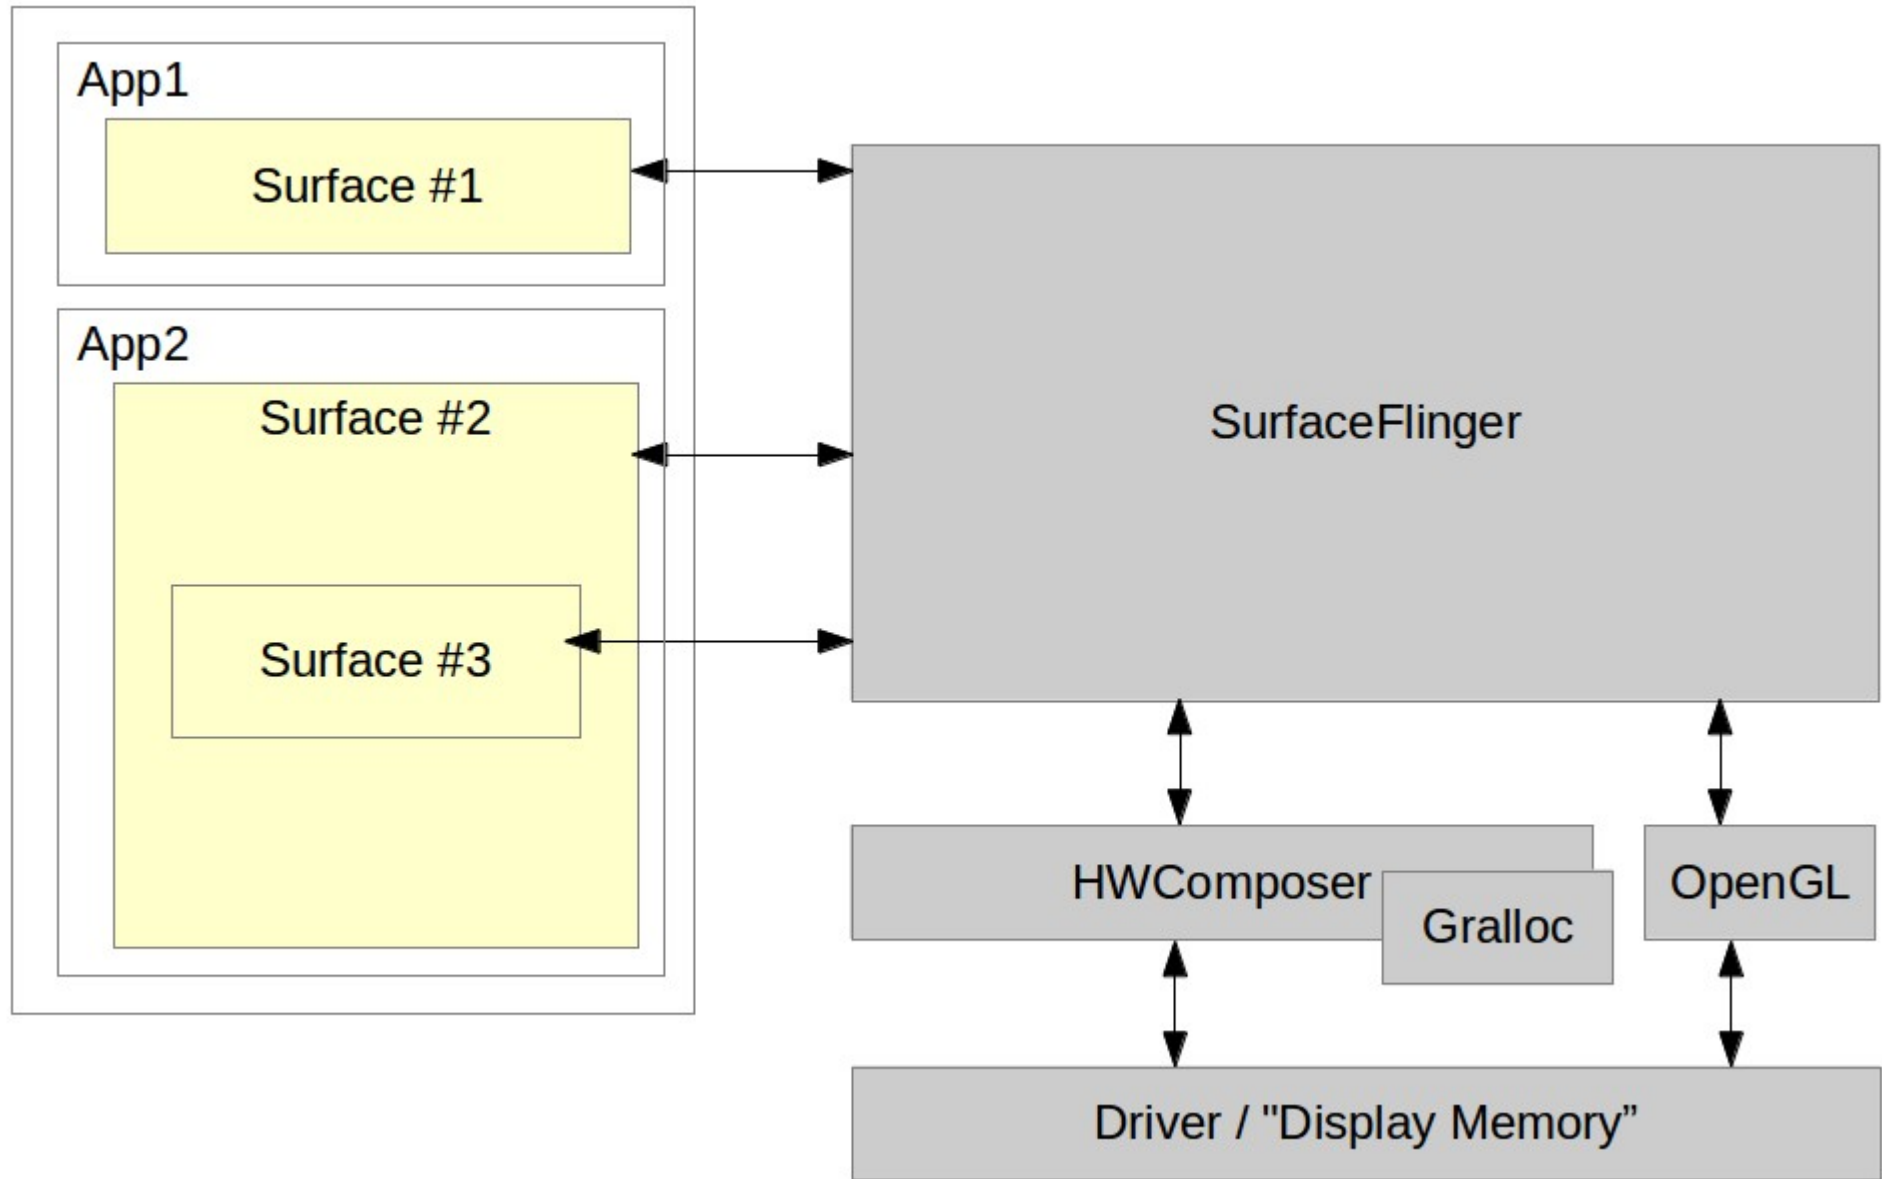 App1
Surface #1
App2
Surface #2
Surface #3
SurfaceFlinger
HWComposer
Gralloc
OpenGL
Driver / "Display Memory”